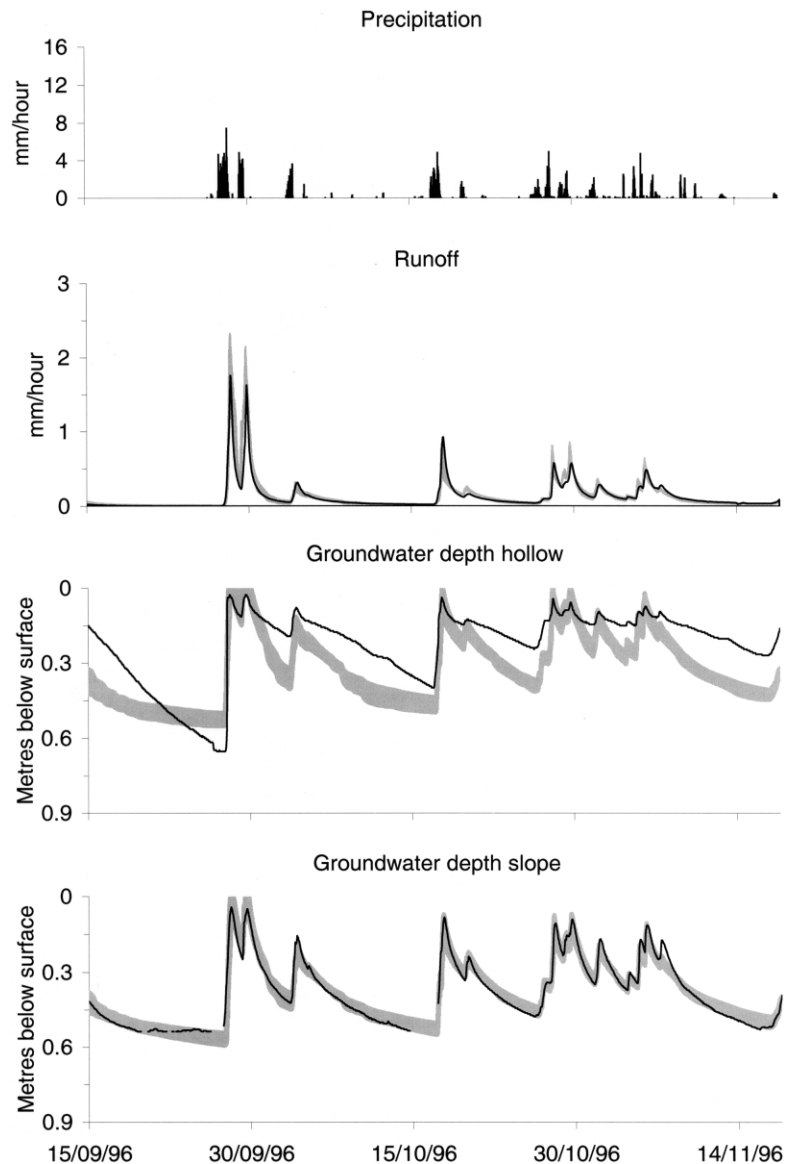 Precipitation
16
12
8
4
0
mm/hour
Runoff
3
2
1
0
mm/hour
Groundwater depth hollow
0
0.3
0.6
0.9
Metres below surface
Groundwater depth slope
0
0.3
0.6
0.9
Metres below surface
15/09/96 30/09/96 15/10/96 30/10/96 14/11/96